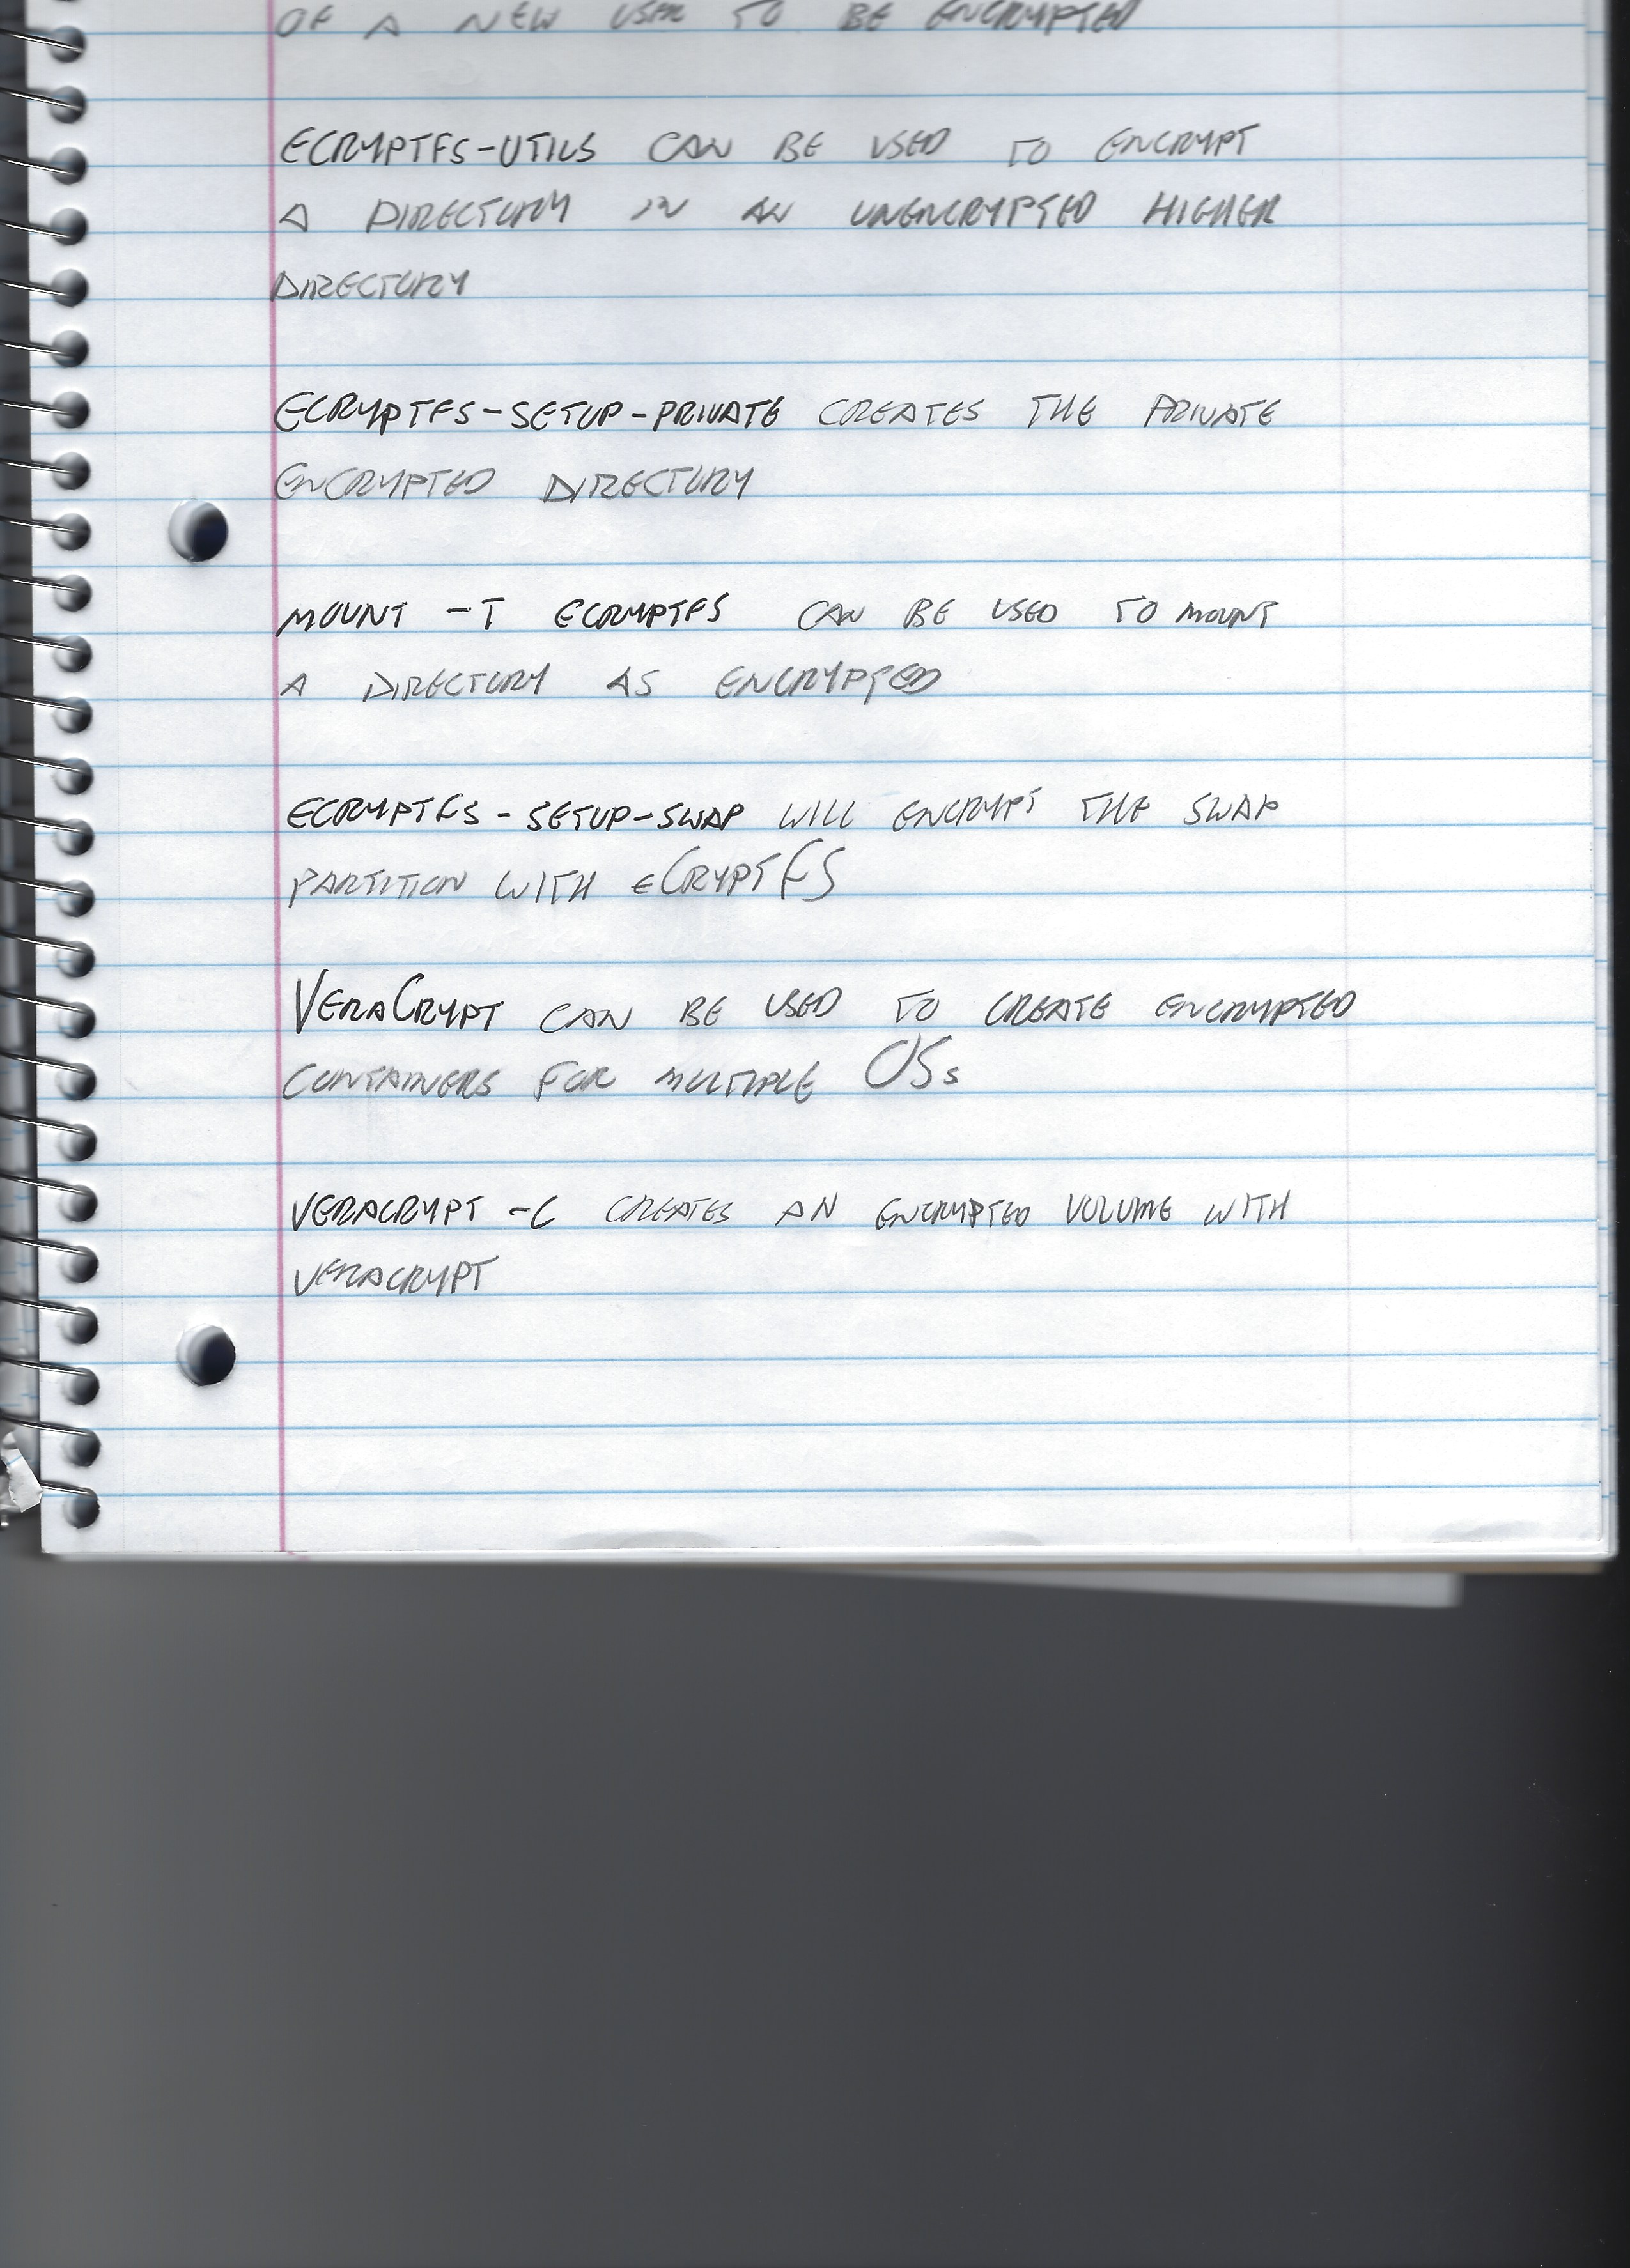 OF A NEW USER TO BE ENCRYPTED
ECRYPTFS-UTILS CAN BE USED TO ENCRYPT
A DIRECTORY IN AN UNENCRYPTED HIGHER
DIRECTORY
ECRYPTFS-SETUP-PRIVATE CREATES THE PRIVATE
ENCRYPTED DIRECTORY
MOUNT -T ECRYPTFS CAN BE USED TO MOUNT
A DIRECTORY AS ENCRYPTED
ECRYPTFS-SETUP-SWAP WILL ENCRYPT THE SWAP
PARTITION WITH eCRYPTFS
VERACRYPT CAN BE USED TO CREATE ENCRYPTED
CONTAINERS FOR MULTIPLE OSs
VERACRYPT -C CREATES AN ENCRYPTED VOLUME WITH
VERACRYPT